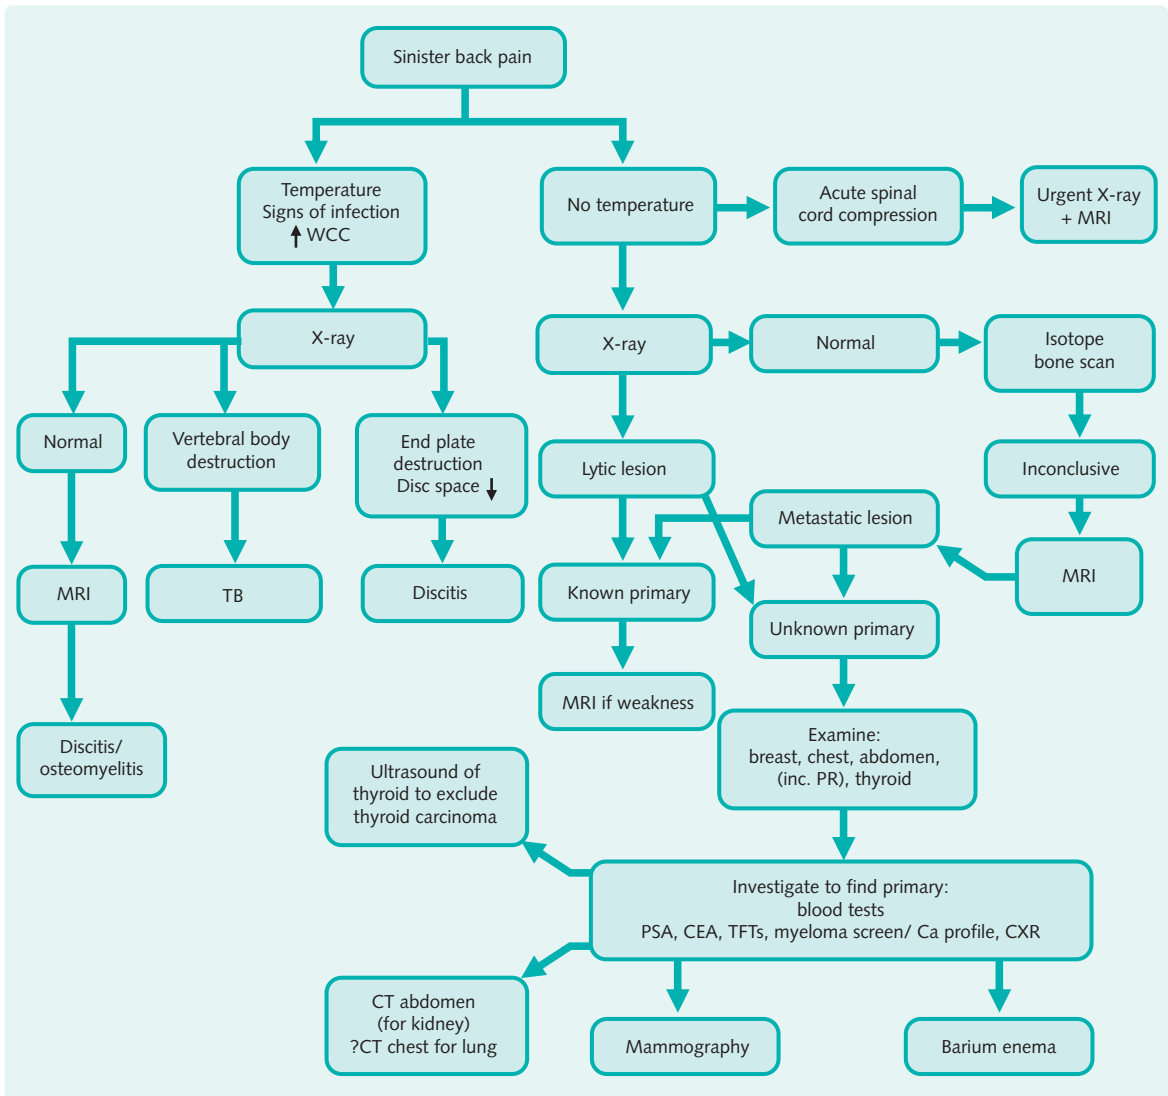 Sinister back pain
Temperature
Signs of infection
↑ WCC
No temperature
Acute spinal
cord compression
Urgent X-ray
+ MRI
X-ray
X-ray
Normal
Isotope
bone scan
Normal
Vertebral body
destruction
End plate
destruction
Disc space ↓
Lytic lesion
Inconclusive
Metastatic lesion
MRI
TB
Discitis
Known primary
MRI
Unknown primary
MRI if weakness
Discitis/
osteomyelitis
Examine:
breast, chest, abdomen,
(inc. PR), thyroid
Ultrasound of
thyroid to exclude
thyroid carcinoma
Investigate to find primary:
blood tests
PSA, CEA, TFTs, myeloma screen/ Ca profile, CXR
CT abdomen
(for kidney)
?CT chest for lung
Mammography
Barium enema